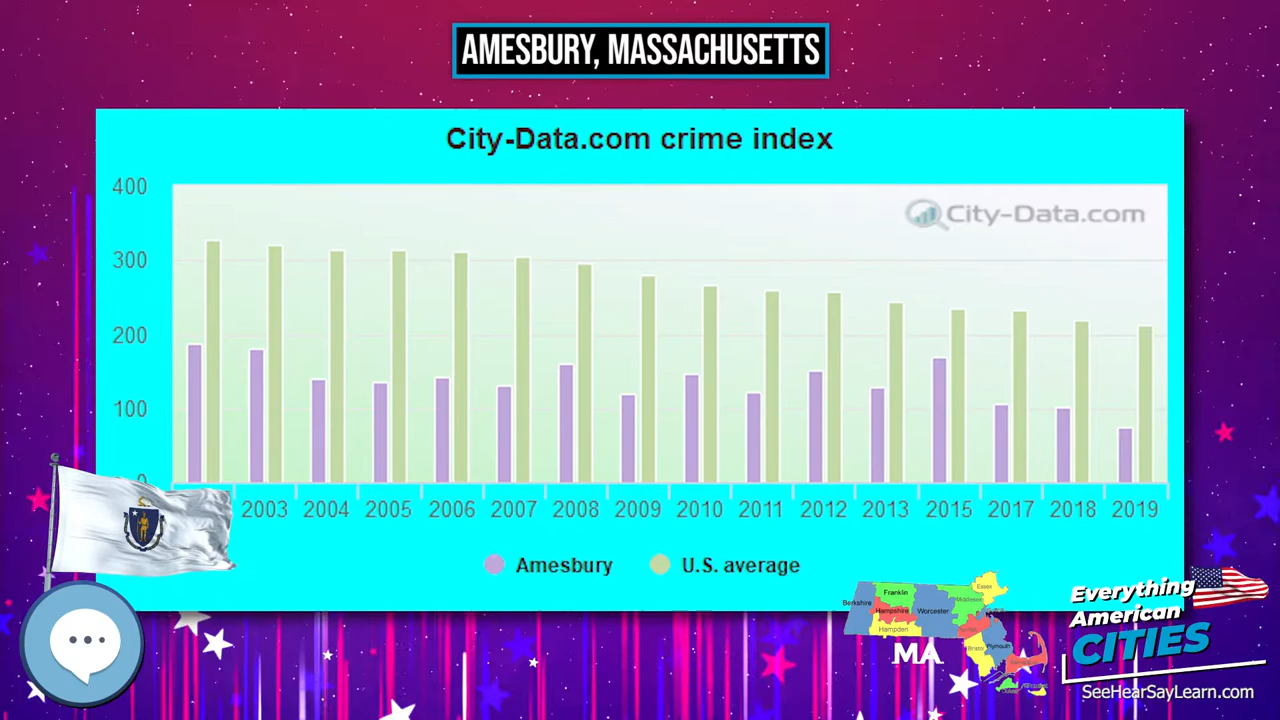 AMESBURY, MASSACHUSETTS
City-Data.com crime index
City-Data.com
400
300
200
100
0
2003 2004 2005 2006 2007 2008 2009 2010 2011 2012 2013 2015 2017 2018 2019
Amesbury U.S. average
Essex
Franklin
Middlesex
Berkshire
Hampshire
Worcester
Hampden
Bristol
Plymouth
MA
Everything
American
CITIES
SeeHearSayLearn.com